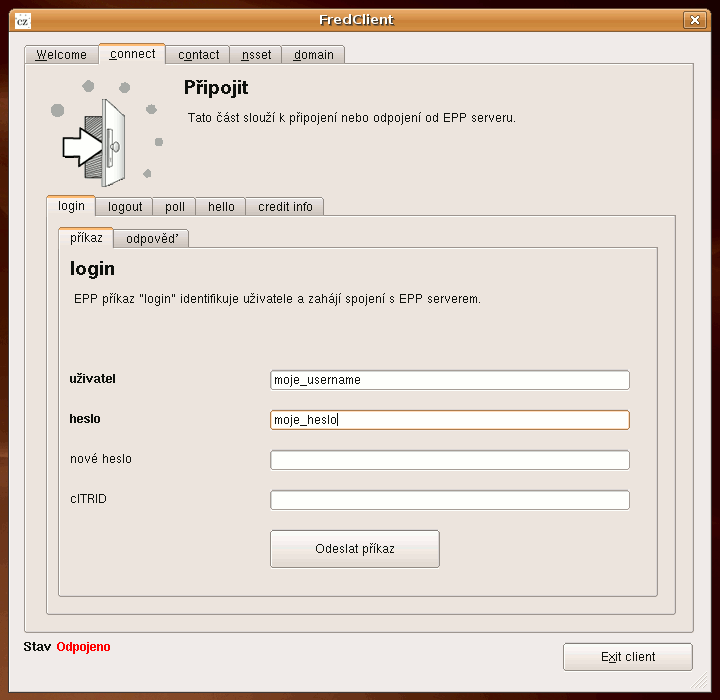 cz FredClient
Welcome connect contact nsset domain
Připojit
Tato část slouží k připojení nebo odpojení od EPP serveru.
login logout poll hello credit info
příkaz odpověď
login
EPP příkaz "login" identifikuje uživatele a zahájí spojení s EPP serverem.
uživatel moje_username
heslo moje_heslo
nové heslo
clTRID
Odeslat příkaz
Stav Odpojeno
Exit client